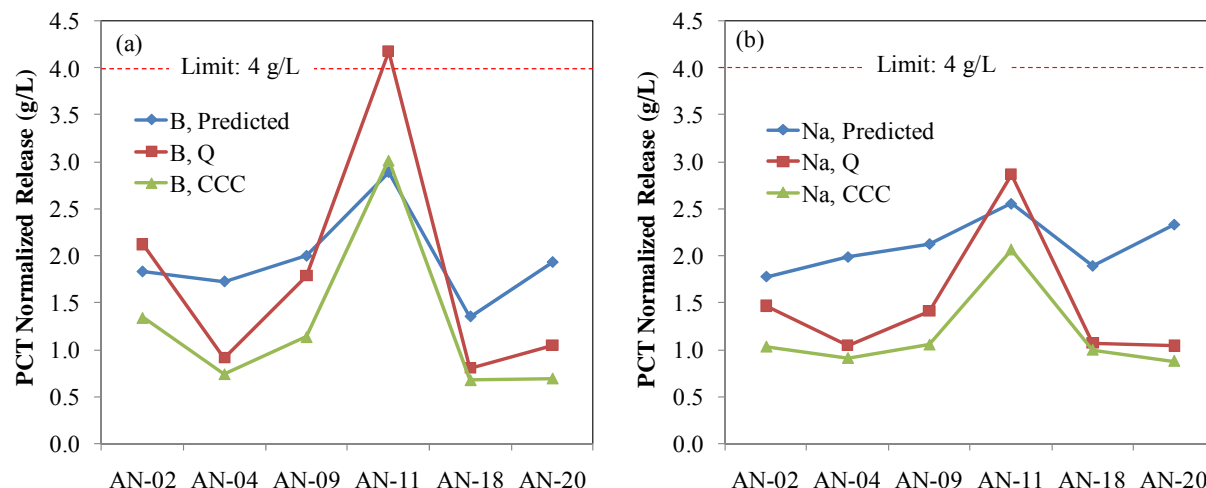 (a)
PCT Normalized Release (g/L)
4.5
4.0
3.5
3.0
2.5
2.0
1.5
1.0
0.5
0.0
Limit: 4 g/L
B, Predicted
B, Q
B, CCC
AN-02 AN-04 AN-09 AN-11 AN-18 AN-20
(b)
PCT Normalized Release (g/L)
4.5
4.0
3.5
3.0
2.5
2.0
1.5
1.0
0.5
0.0
Limit: 4 g/L
Na, Predicted
Na, Q
Na, CCC
AN-02 AN-04 AN-09 AN-11 AN-18 AN-20